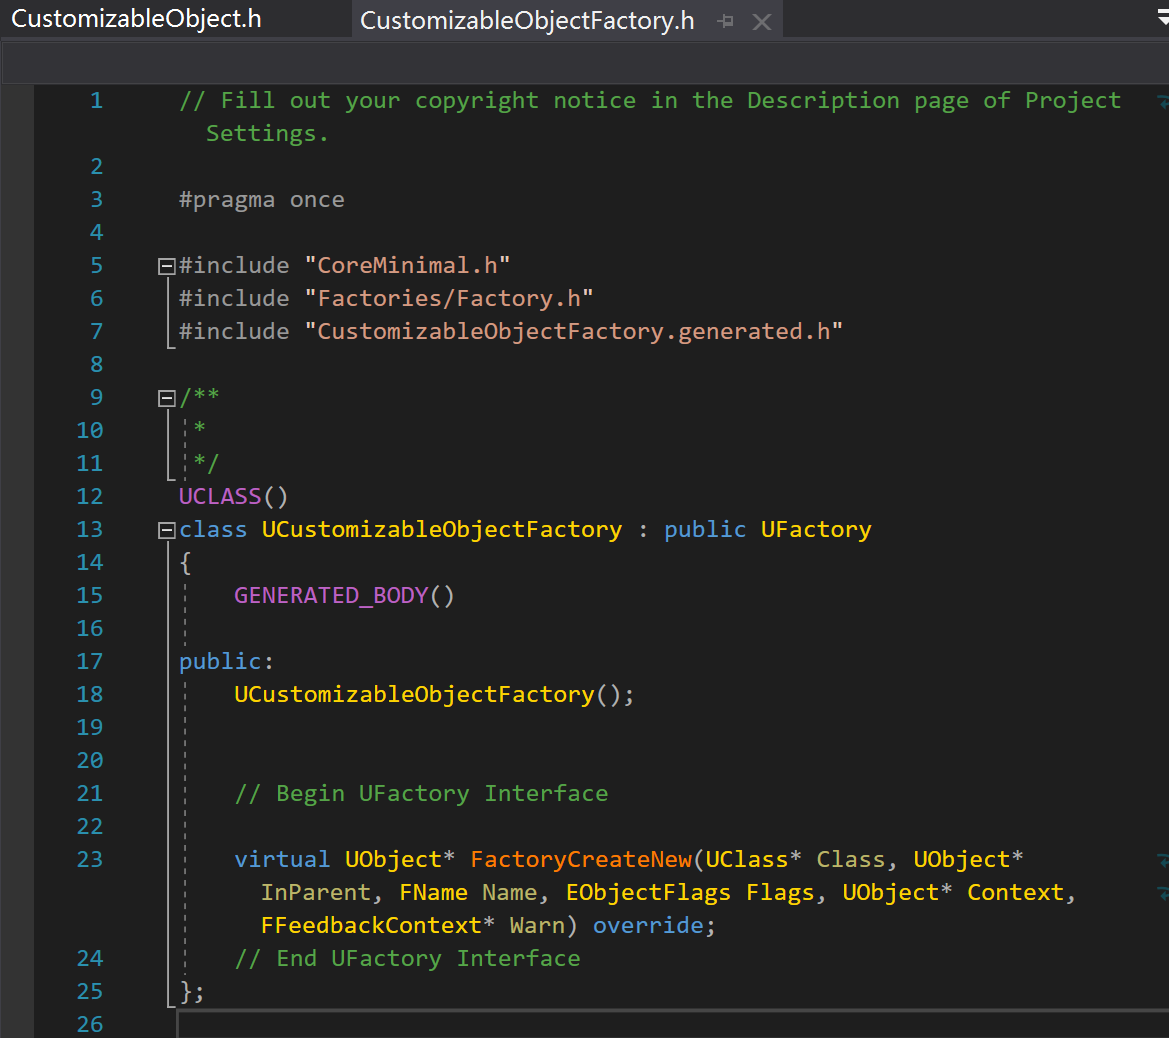 CustomizableObject.h CustomizableObjectFactory.h
1 // Fill out your copyright notice in the Description page of Project
Settings.
2
3 #pragma once
4
5 #include "CoreMinimal.h"
6 #include "Factories/Factory.h"
7 #include "CustomizableObjectFactory.generated.h"
8
9 /**
10 *
11 */
12 UCLASS()
13 class UCustomizableObjectFactory : public UFactory
14 {
15 GENERATED_BODY()
16
17 public:
18 UCustomizableObjectFactory();
19
20
21 // Begin UFactory Interface
22
23 virtual UObject* FactoryCreateNew(UClass* Class, UObject*
InParent, FName Name, EObjectFlags Flags, UObject* Context,
FFeedbackContext* Warn) override;
24 // End UFactory Interface
25 };
26